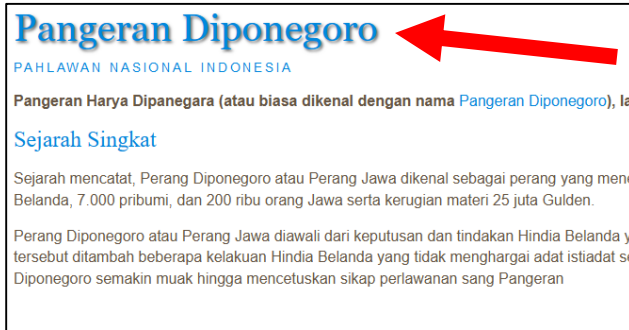 Pangeran Diponegoro
PAHLAWAN NASIONAL INDONESIA
Pangeran Harya Dipanegara (atau biasa dikenal dengan nama Pangeran Diponegoro),
Sejarah Singkat
Sejarah mencatat, Perang Diponegoro atau Perang Jawa dikenal sebagai perang yang
Belanda, 7.000 pribumi, dan 200 ribu orang Jawa serta kerugian materi 25 juta Gulden.
Perang Diponegoro atau Perang Jawa diawali dari keputusan dan tindakan Hindia Belanda
tersebut ditambah beberapa kelakuan Hindia Belanda yang tidak menghargai adat istiadat
Diponegoro semakin muak hingga mencetuskan sikap perlawanan sang Pangeran